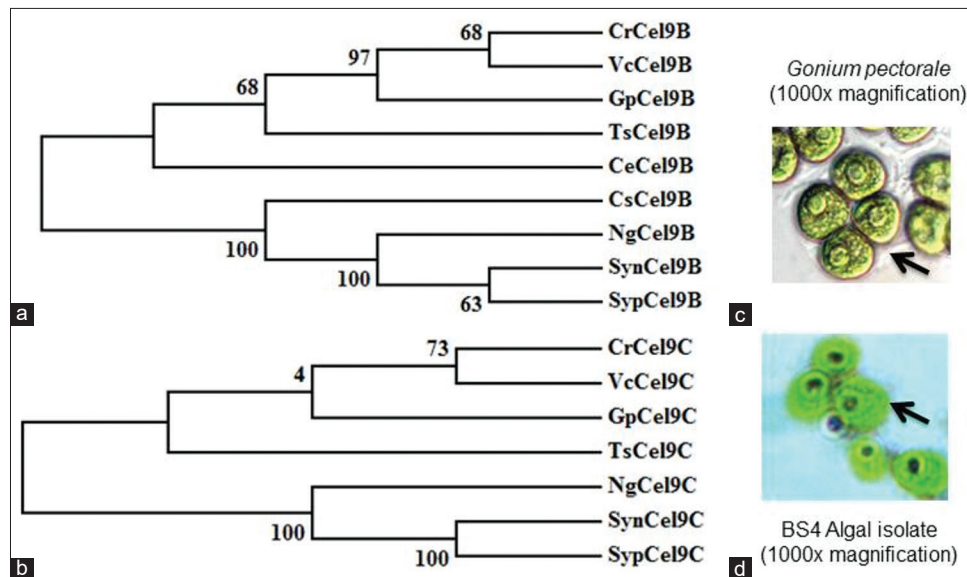 CrCel9B
68
VcCel9B
97
GpCel9B
68
TsCel9B
CeCel9B
CsCel9B
100
NgCel9B
100
SynCel9B
63
SypCel9B
a
CrCel9C
73
VcCel9C
4
GpCel9C
TsCel9C
NgCel9C
100
SynCel9C
100
SypCel9C
b
Gonium pectorale
(1000x magnification)
c
BS4 Algal isolate
(1000x magnification)
d